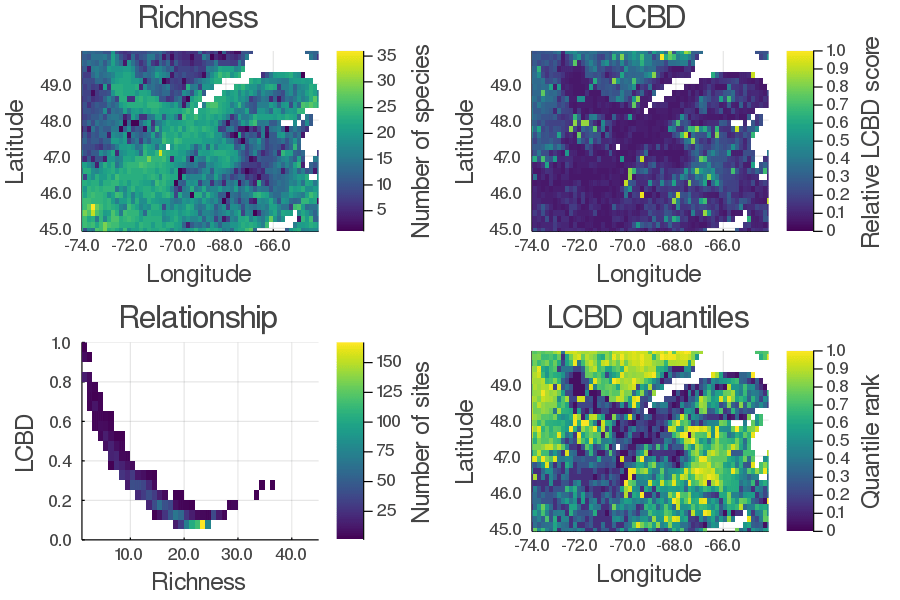 Richness
Latitude
49.0
48.0
47.0
46.0
45.0
-74.0 -72.0 -70.0 -68.0 -66.0
Longitude
35
30
25
20
15
10
5
Number of species
LCBD
Latitude
49.0
48.0
47.0
46.0
45.0
-74.0 -72.0 -70.0 -68.0 -66.0
Longitude
1.0
0.9
0.8
0.7
0.6
0.5
0.4
0.3
0.2
0.1
0
Relative LCBD score
Relationship
LCBD
1.0
0.8
0.6
0.4
0.2
0.0
10.0 20.0 30.0 40.0
Richness
150
125
100
75
50
25
Number of sites
LCBD quantiles
Latitude
49.0
48.0
47.0
46.0
45.0
-74.0 -72.0 -70.0 -68.0 -66.0
Longitude
1.0
0.9
0.8
0.7
0.6
0.5
0.4
0.3
0.2
0.1
0
Quantile rank